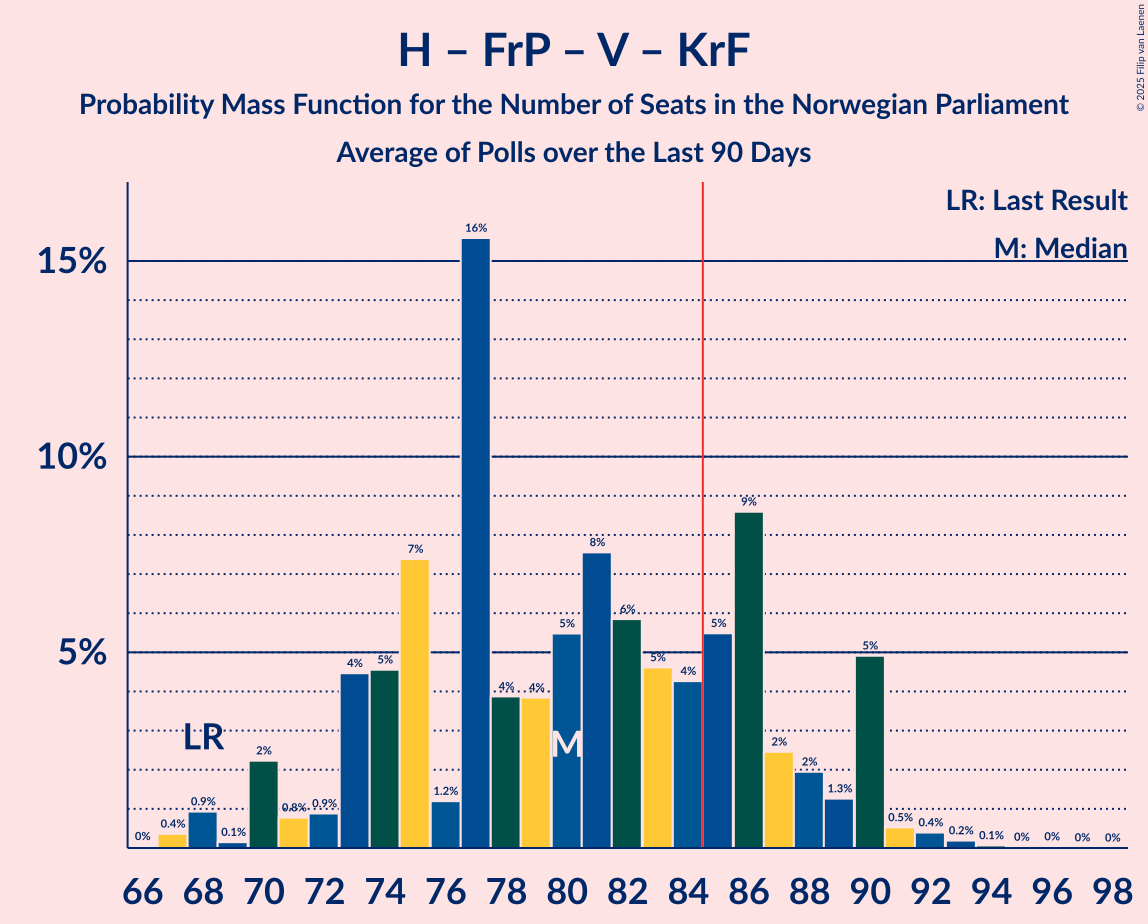 H – FrP – V – KrF
Probability Mass Function for the Number of Seats in the Norwegian Parliament
Average of Polls over the Last 90 Days
© 2025 Filip van Laenen
LR: Last Result
M: Median
15%
10%
5%
0% 0.4% 0.9% 0.1% 2% 0.8% 0.9% 4% 5% 7% 1.2% 16% 4% 4% 5% 8% 6% 5% 4% 5% 9% 2% 2% 1.3% 5% 0.5% 0.4% 0.2% 0.1% 0% 0% 0% 0%
LR
M
66 68 70 72 74 76 78 80 82 84 86 88 90 92 94 96 98